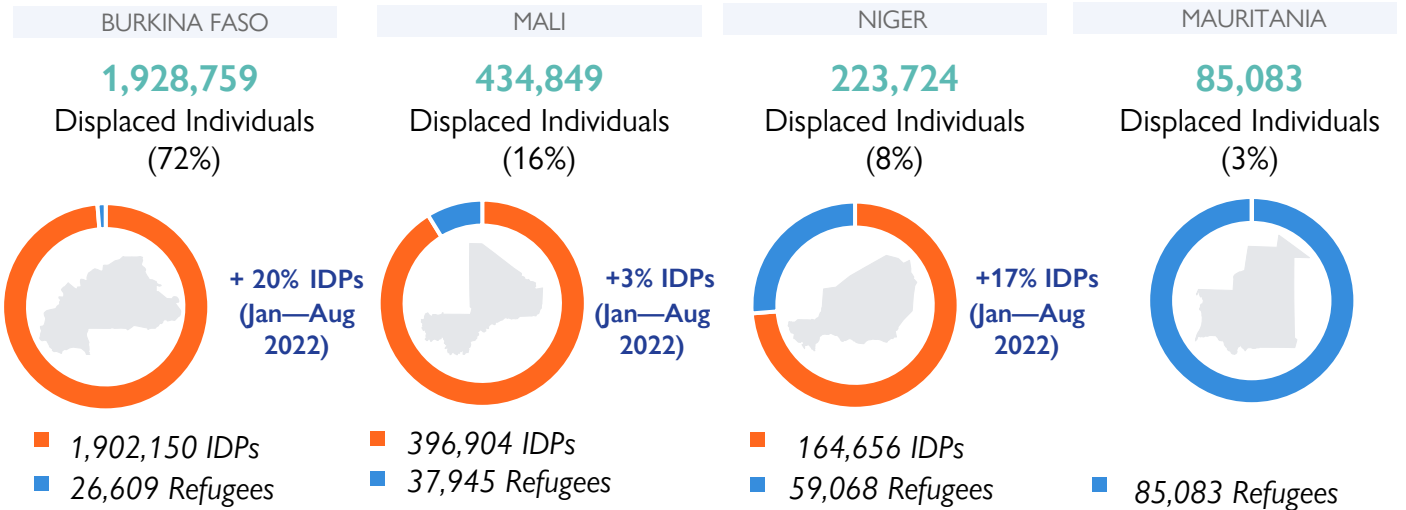 BURKINA FASO
1,928,759
Displaced Individuals
(72%)
+ 20% IDPs
(Jan—Aug
2022)
1,902,150 IDPs
26,609 Refugees
MALI
434,849
Displaced Individuals
(16%)
+3% IDPs
(Jan—Aug
2022)
396,904 IDPs
37,945 Refugees
NIGER
223,724
Displaced Individuals
(8%)
+17% IDPs
(Jan—Aug
2022)
164,656 IDPs
59,068 Refugees
MAURITANIA
85,083
Displaced Individuals
(3%)
85,083 Refugees